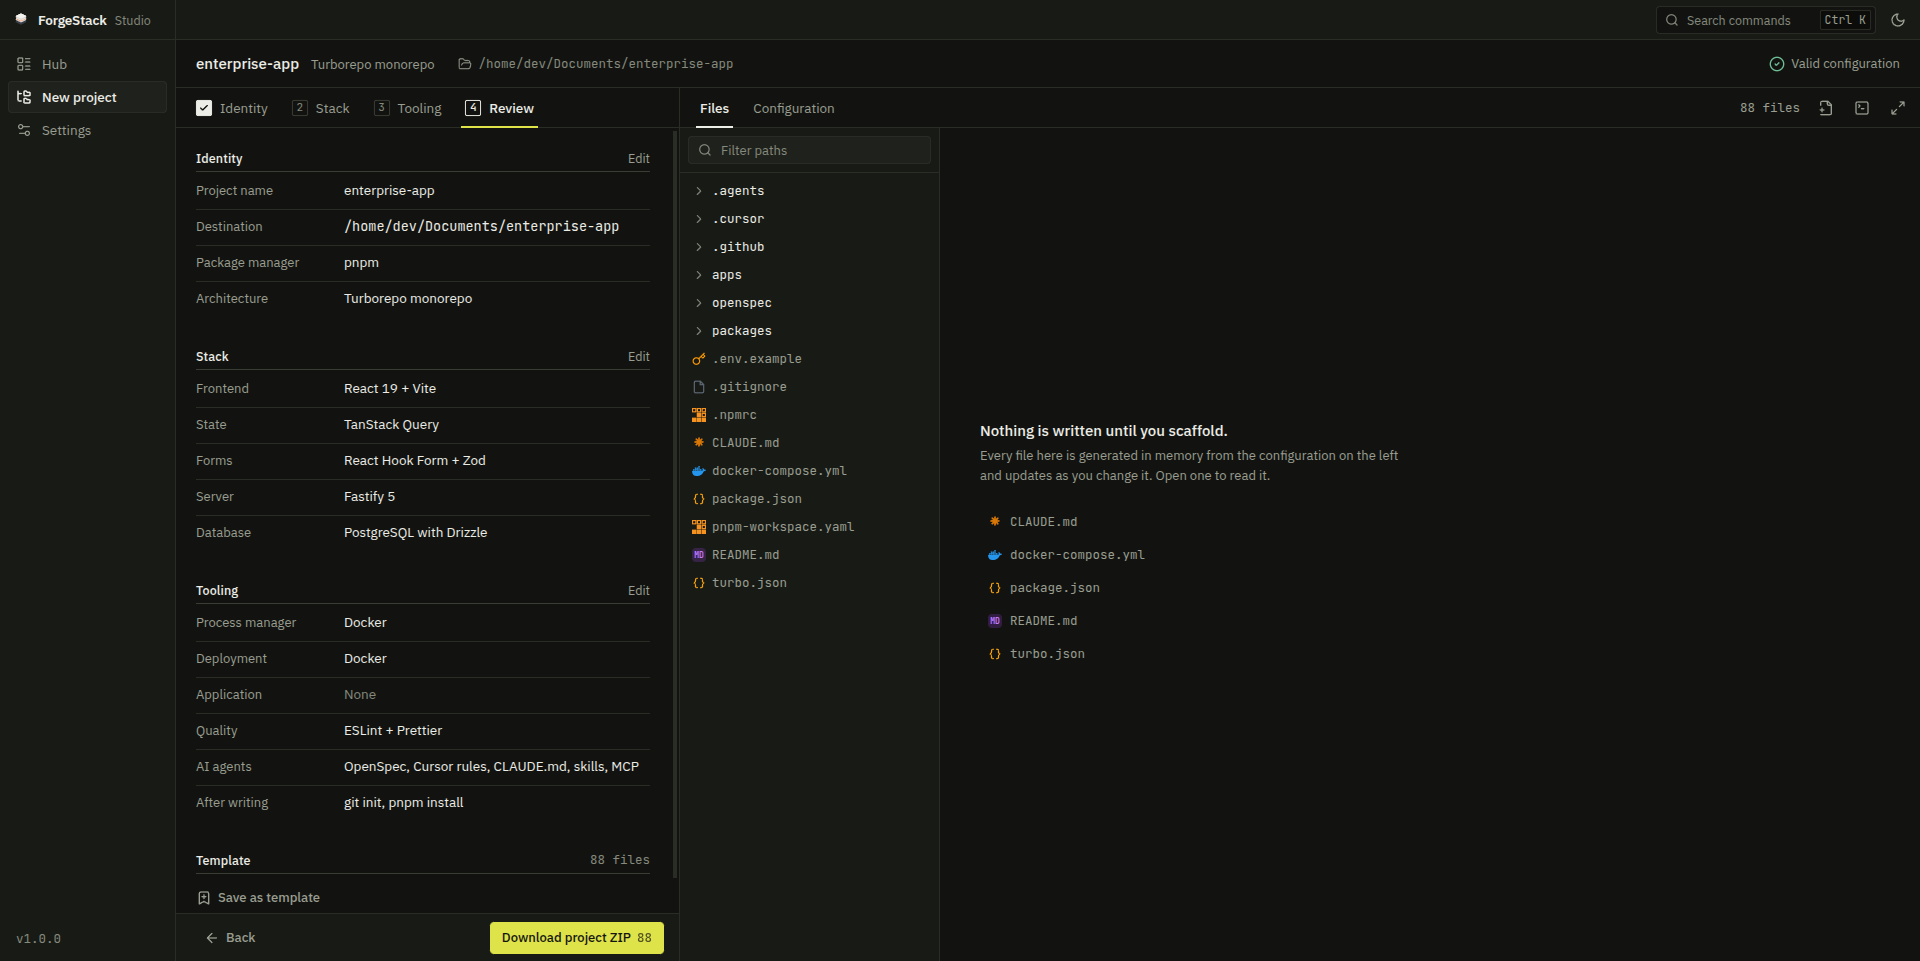 ForgeStack Studio
Search commands
Ctrl K
Hub
New project
Settings
v1.0.0
enterprise-app
Turborepo monorepo
/home/dev/Documents/enterprise-app
Valid configuration
Identity
2 Stack
3 Tooling
4 Review
Identity
Edit
Project name
enterprise-app
Destination
/home/dev/Documents/enterprise-app
Package manager
pnpm
Architecture
Turborepo monorepo
Stack
Edit
Frontend
React 19 + Vite
State
TanStack Query
Forms
React Hook Form + Zod
Server
Fastify 5
Database
PostgreSQL with Drizzle
Tooling
Edit
Process manager
Docker
Deployment
Docker
Application
None
Quality
ESLint + Prettier
AI agents
OpenSpec, Cursor rules, CLAUDE.md, skills, MCP
After writing
git init, pnpm install
Template
88 files
Save as template
Back
Download project ZIP 88
Files
Configuration
88 files
Filter paths
.agents
.cursor
.github
apps
openspec
packages
.env.example
.gitignore
.npmrc
CLAUDE.md
docker-compose.yml
package.json
pnpm-workspace.yaml
MD README.md
turbo.json
Nothing is written until you scaffold.
Every file here is generated in memory from the configuration on the left
and updates as you change it. Open one to read it.
CLAUDE.md
docker-compose.yml
package.json
MD README.md
turbo.json